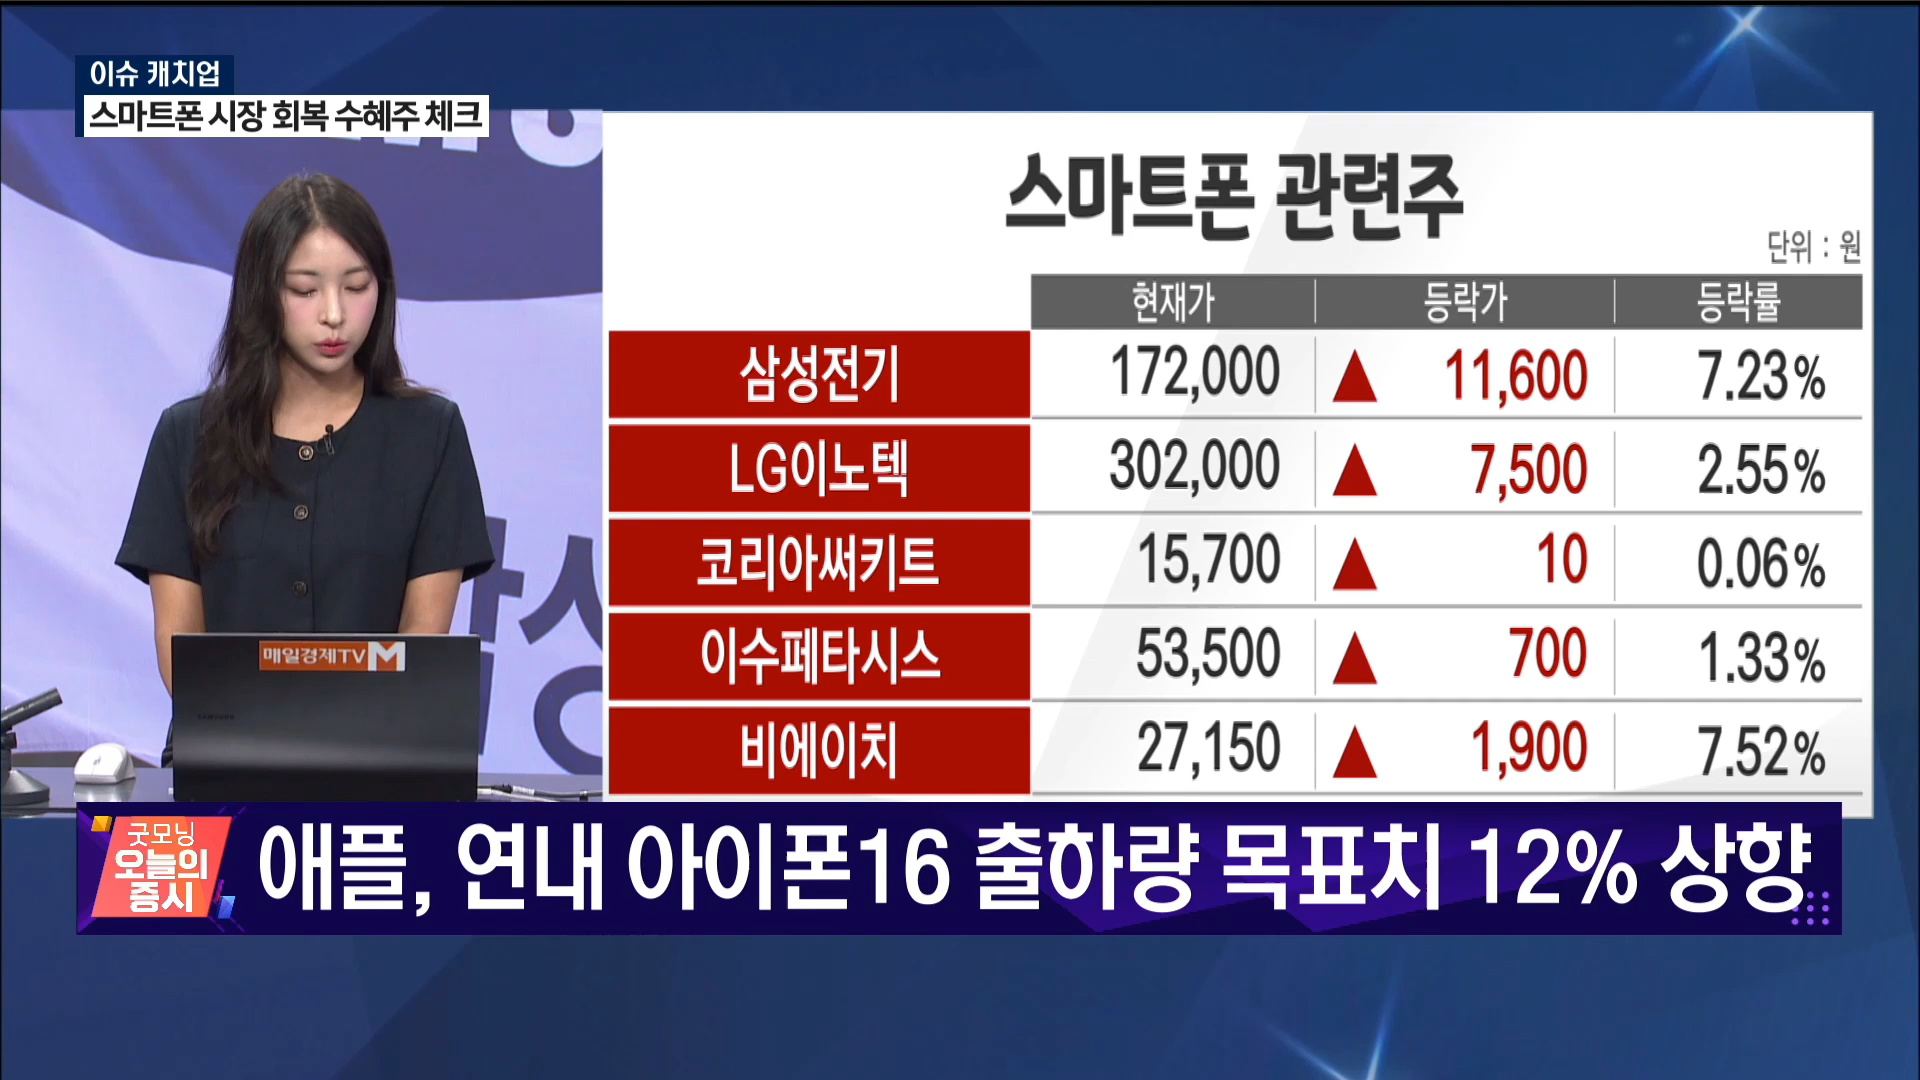 이슈 캐치업
스마트폰 시장 회복 수혜주 체크
스마트폰 관련주
단위 : 원
현재가 등락가 등락률
삼성전기 172,000 ▲ 11,600 7.23%
LG이노텍 302,000 ▲ 7,500 2.55%
코리아써키트 15,700 ▲ 10 0.06%
이수페타시스 53,500 ▲ 700 1.33%
비에이치 27,150 ▲ 1,900 7.52%
매일경제TV M
SAMSUNG
굿모닝
오늘의
증시
애플, 연내 아이폰16 출하량 목표치 12% 상향